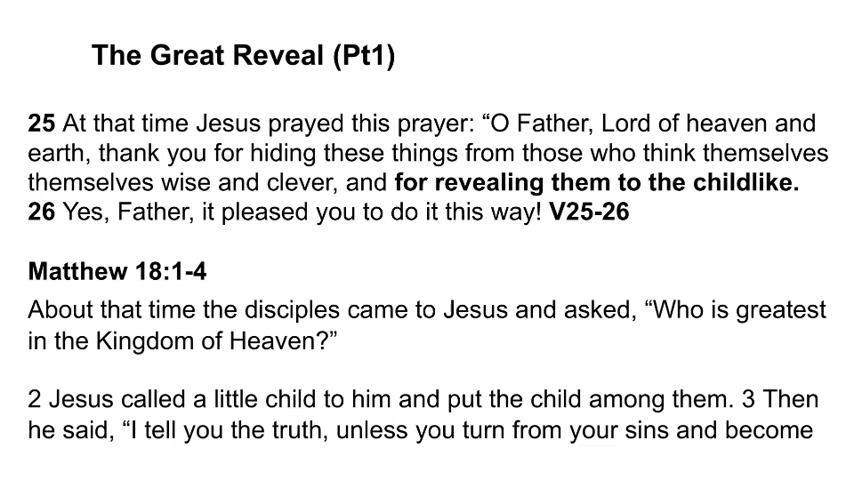 The Great Reveal (Pt1)
25 At that time Jesus prayed this prayer: “O Father, Lord of heaven and
earth, thank you for hiding these things from those who think themselves
themselves wise and clever, and for revealing them to the childlike.
26 Yes, Father, it pleased you to do it this way! V25-26
Matthew 18:1-4
About that time the disciples came to Jesus and asked, “Who is greatest
in the Kingdom of Heaven?”
2 Jesus called a little child to him and put the child among them. 3 Then
he said, “I tell you the truth, unless you turn from your sins and become